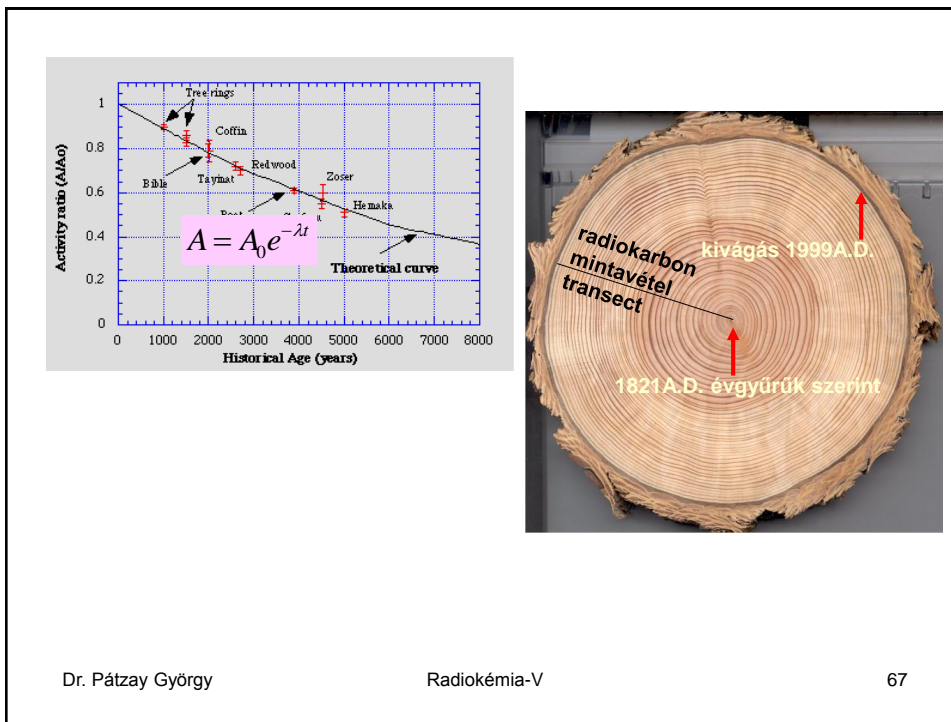 Tree rings
1
Coffin
0.8
Redwood
Bible
Tayinat
Zoser
0.6
Hemaka
A = A₀e^{-λt}
0.4
Theoretical curve
0.2
0
0 1000 2000 3000 4000 5000 6000 7000 8000
Historical Age (years)
Activity ratio (A/Ao)
radiokarbon
mintavétel
transect
kivágás 1999A.D.
1821A.D. évgyűrűk szerint
Dr. Pátzay György Radiokémia-V 67